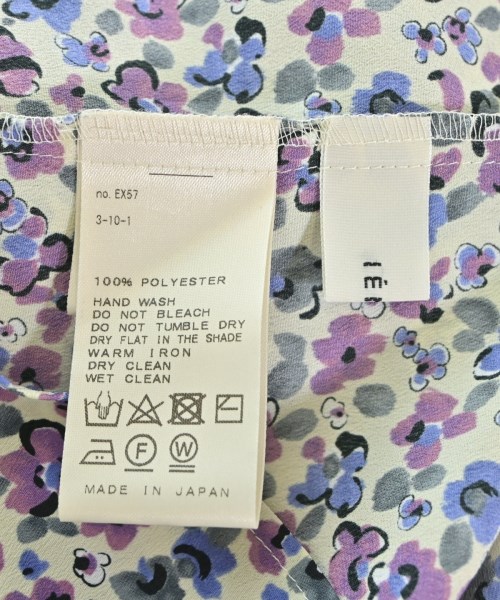 no. EX57
3-10-1
100% POLYESTER
HAND WASH
DO NOT BLEACH
DO NOT TUMBLE DRY
DRY FLAT IN THE SHADE
WARM IRON
DRY CLEAN
WET CLEAN
F W
MADE IN JAPAN